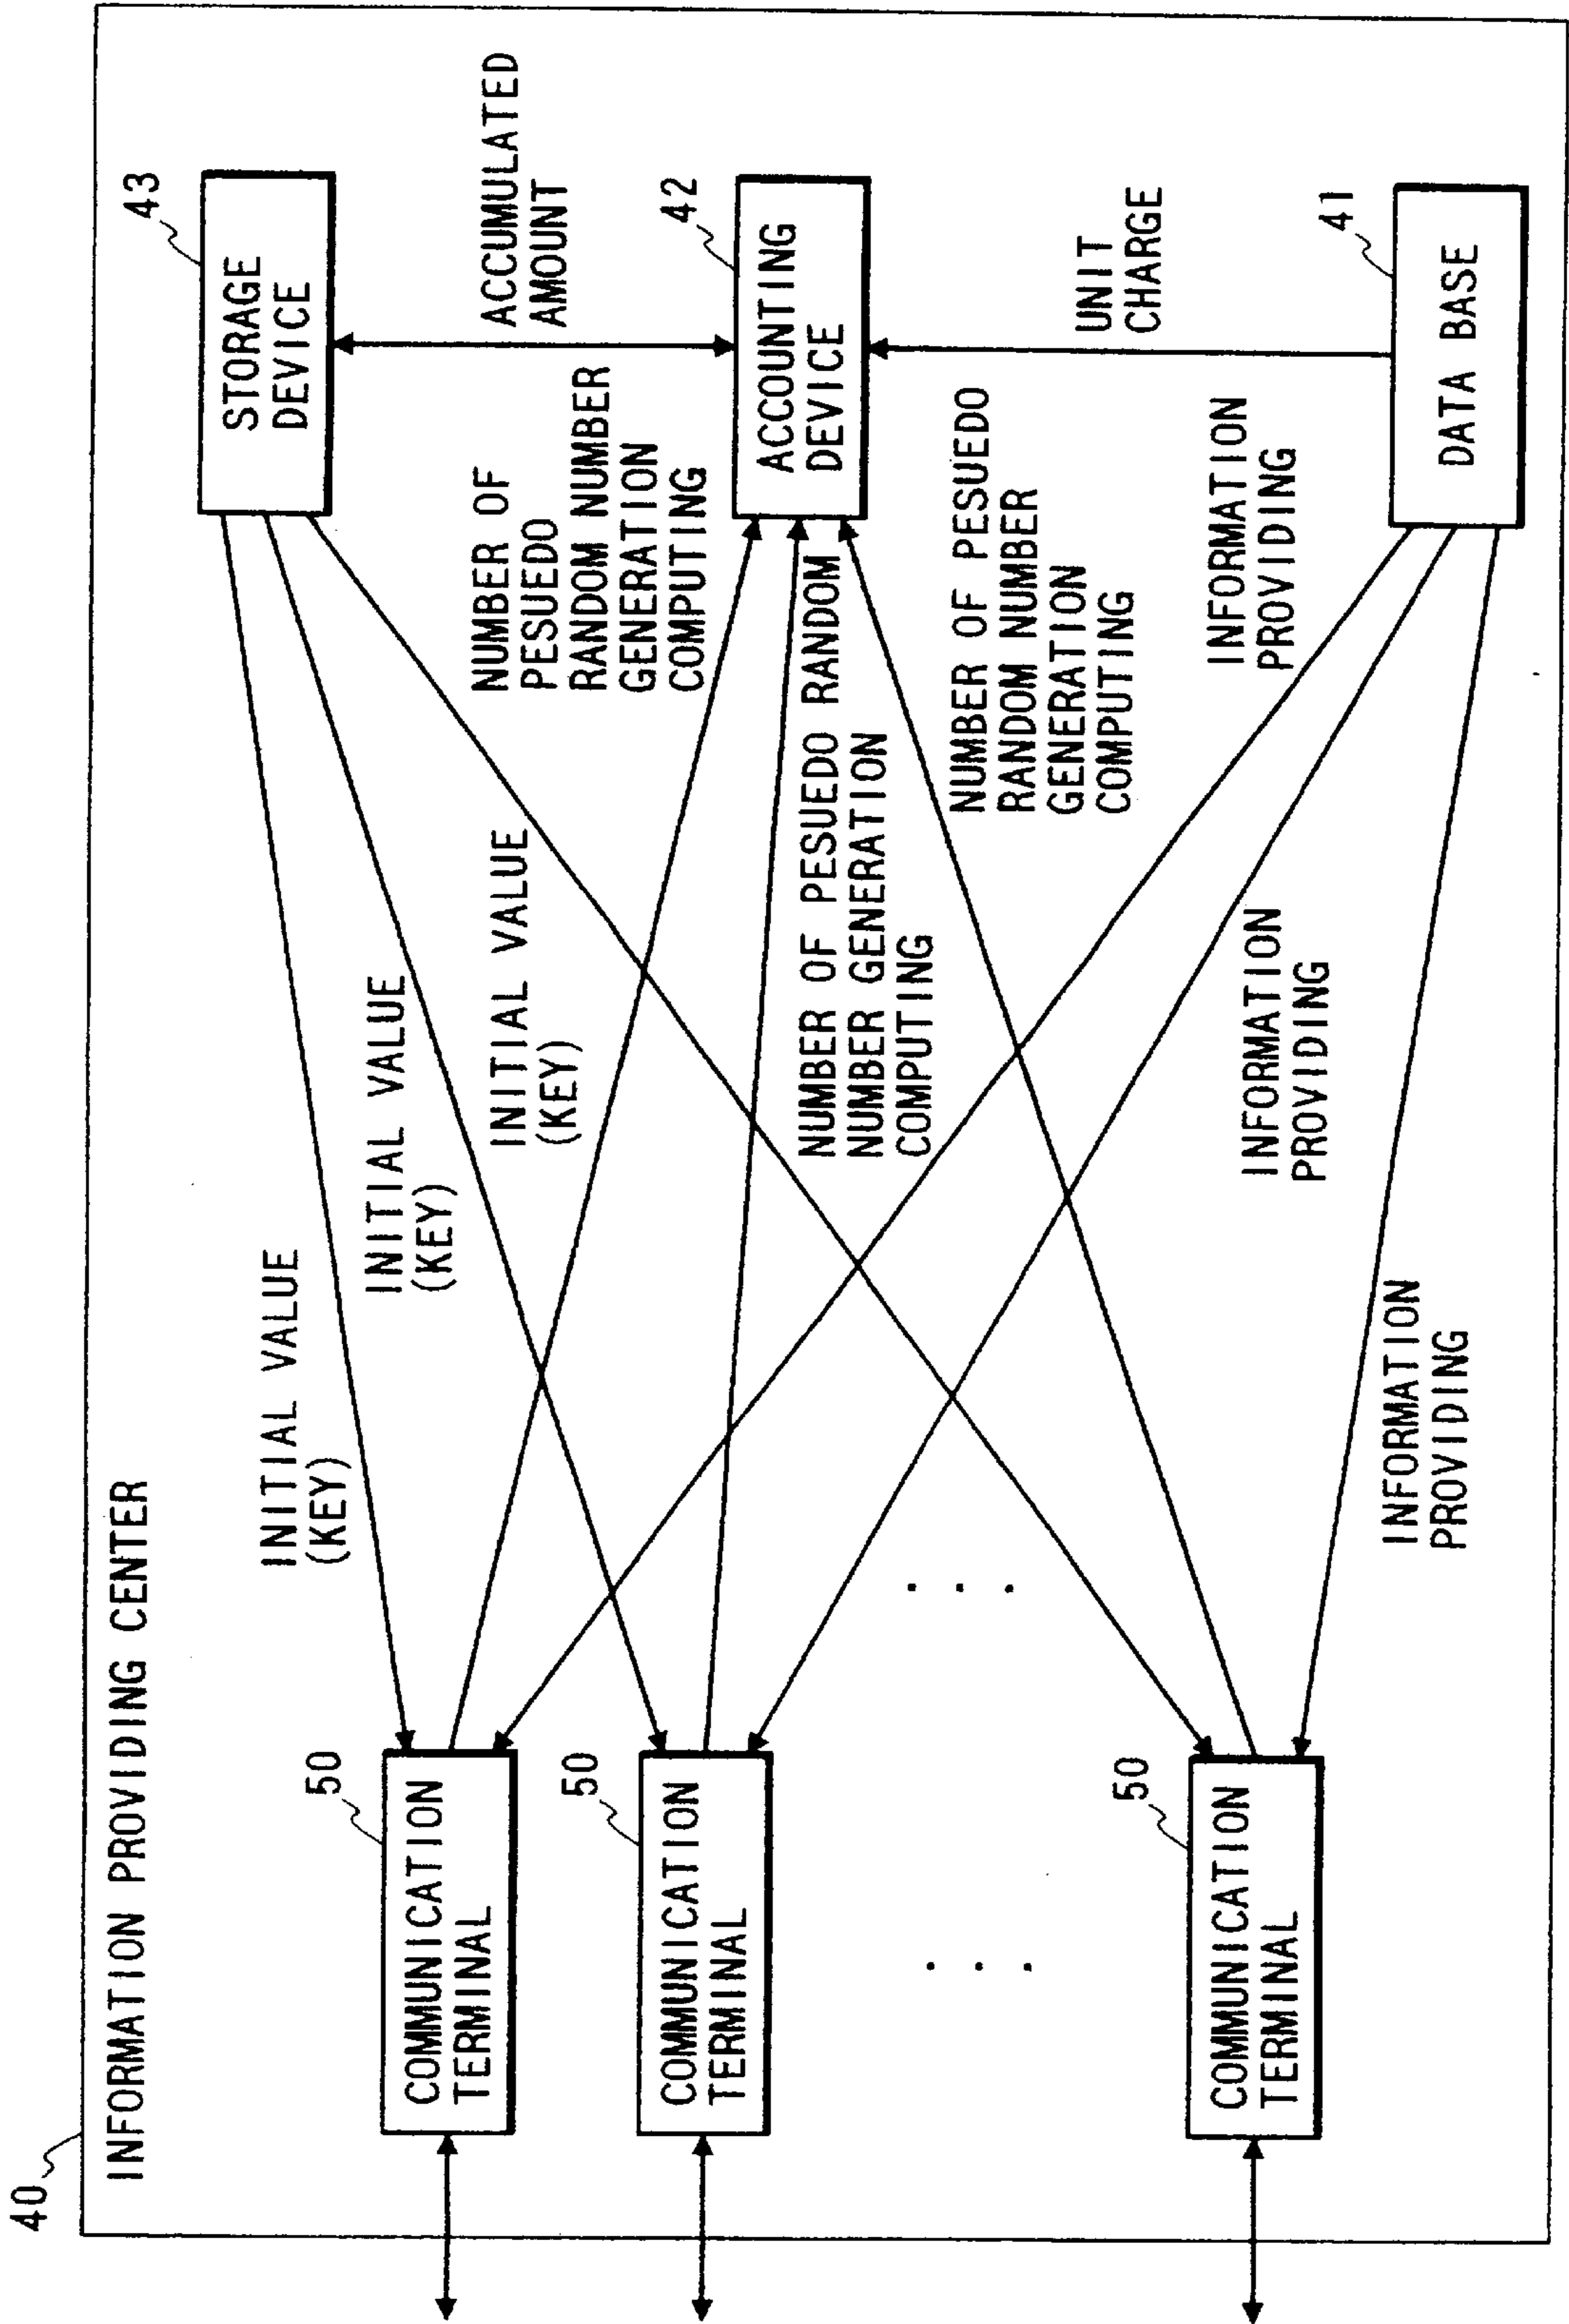 40
INFORMATION PROVIDING CENTER
50
COMMUNICATION
TERMINAL
50
COMMUNICATION
TERMINAL
. . .
50
COMMUNICATION
TERMINAL
INITIAL VALUE
(KEY)
INITIAL VALUE
(KEY)
INITIAL VALUE
(KEY)
. . .
NUMBER OF
PESUEDO
RANDOM NUMBER
GENERATION
COMPUTING
NUMBER OF PESUEDO RANDOM
NUMBER GENERATION
COMPUTING
NUMBER OF PESUEDO
RANDOM NUMBER
GENERATION
COMPUTING
INFORMATION
PROVIDING
INFORMATION
PROVIDING
INFORMATION
PROVIDING
43
STORAGE
DEVICE
ACCUMULATED
AMOUNT
42
ACCOUNTING
DEVICE
UNIT
CHARGE
41
DATA BASE